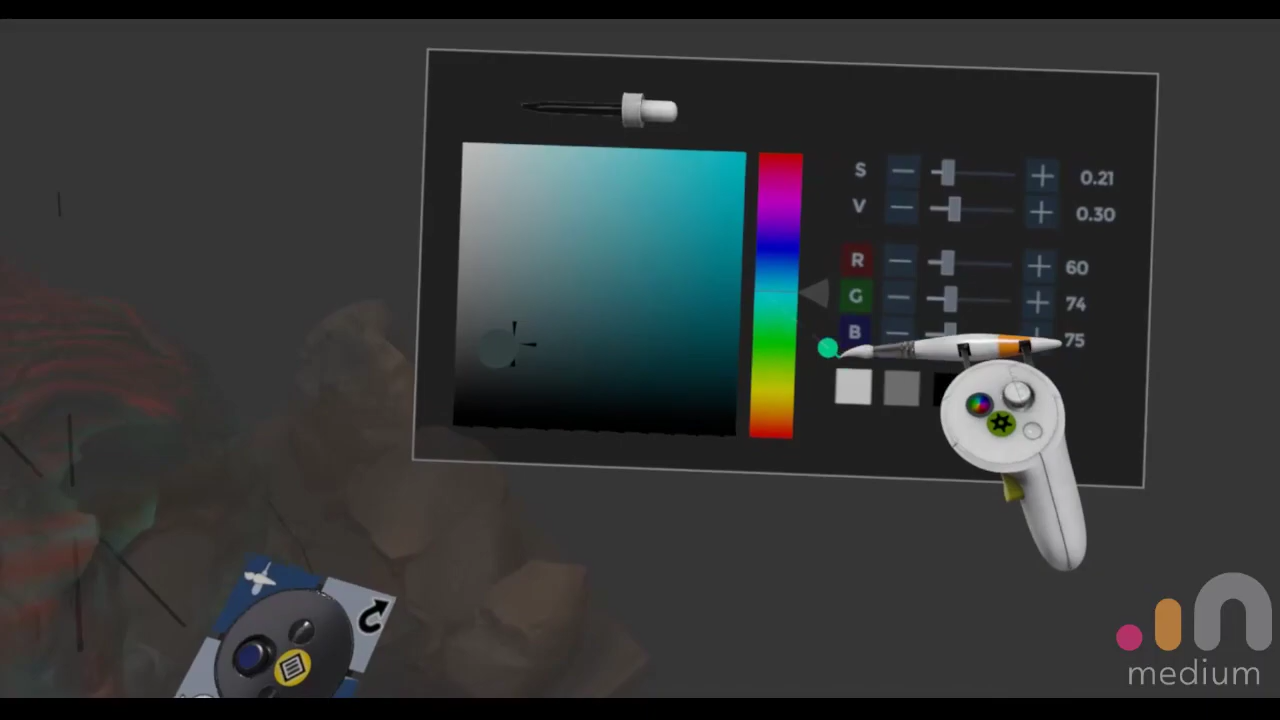 S − + 0.21
V − + 0.30
R − + 60
G − + 74
B − + 75
medium